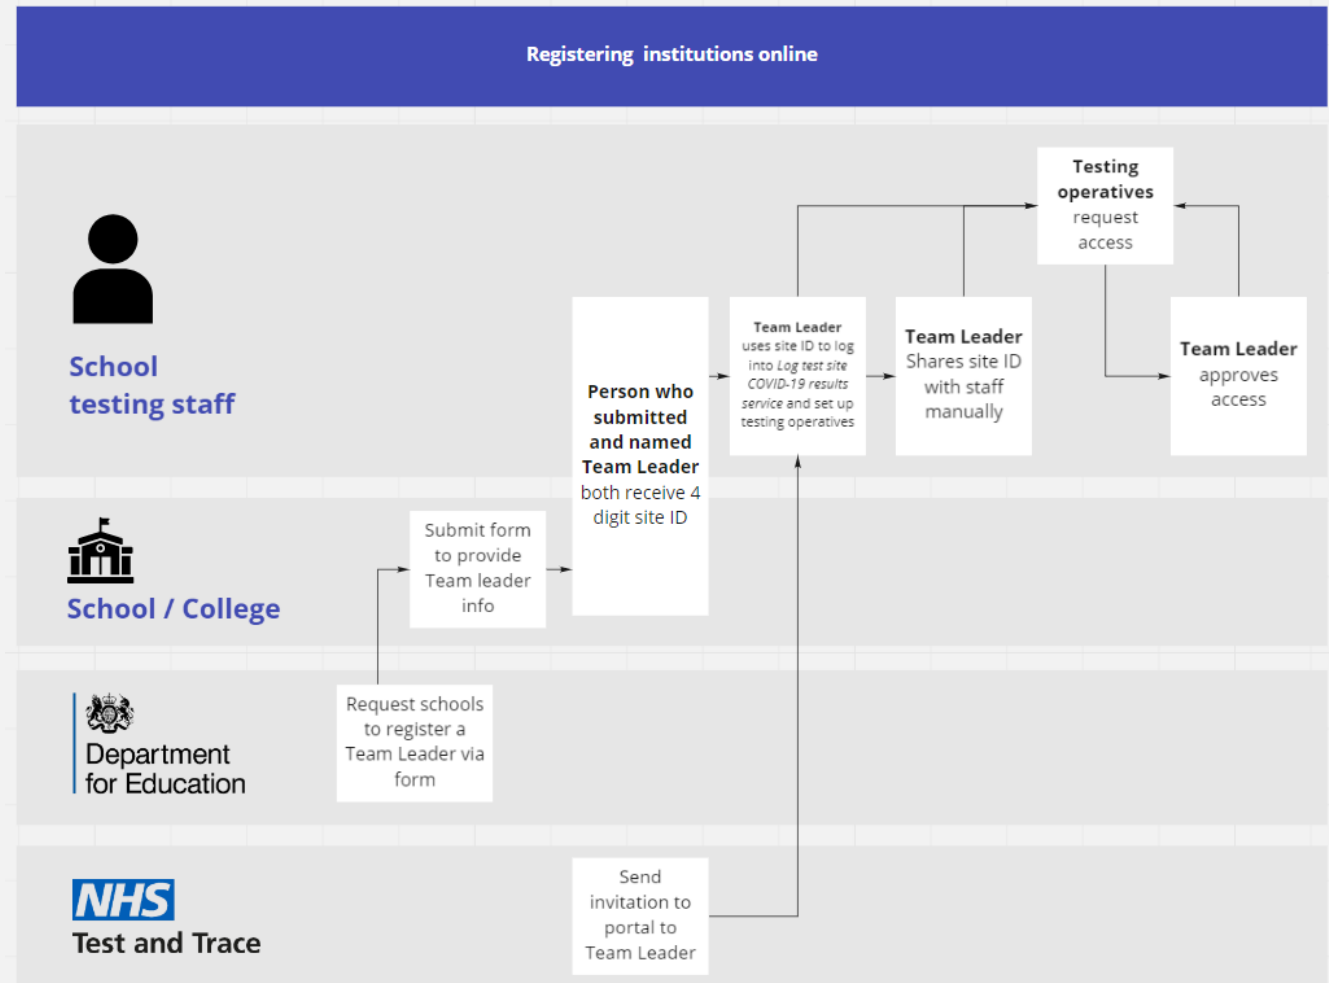 Registering institutions online
Testing
operatives
request
access
School
testing staff
Person who
submitted
and named
Team Leader
both receive 4
digit site ID
Team Leader
uses site ID to log
into Log test site
COVID-19 results
service and set up
testing operatives
Team Leader
Shares site ID
with staff
manually
Team Leader
approves
access
School / College
Submit form
to provide
Team leader
info
Department
for Education
Request schools
to register a
Team Leader via
form
NHS
Test and Trace
Send
invitation to
portal to
Team Leader